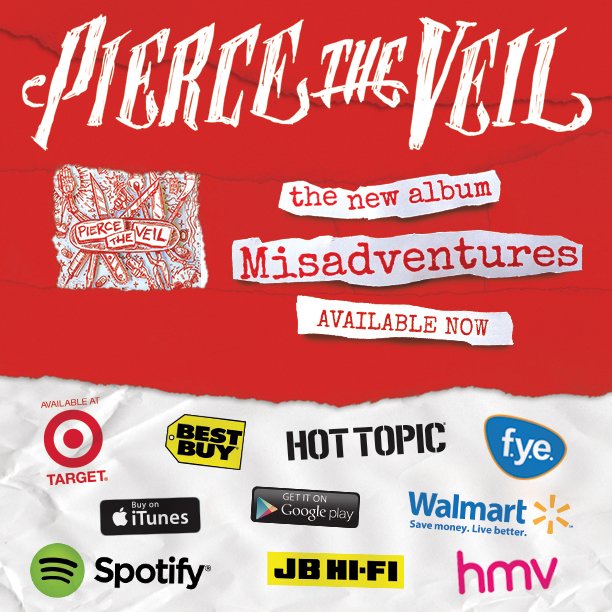 PIERCE THE VEIL
the new album
PIERCE
THE VEIL
Misadventures
AVAILABLE NOW
AVAILABLE AT
TARGET®
BEST
BUY
HOT TOPIC
f.y.e.
Buy on
iTunes
GET IT ON
Google play
Walmart
Save money. Live better.
Spotify®
JB HI-FI
hmv